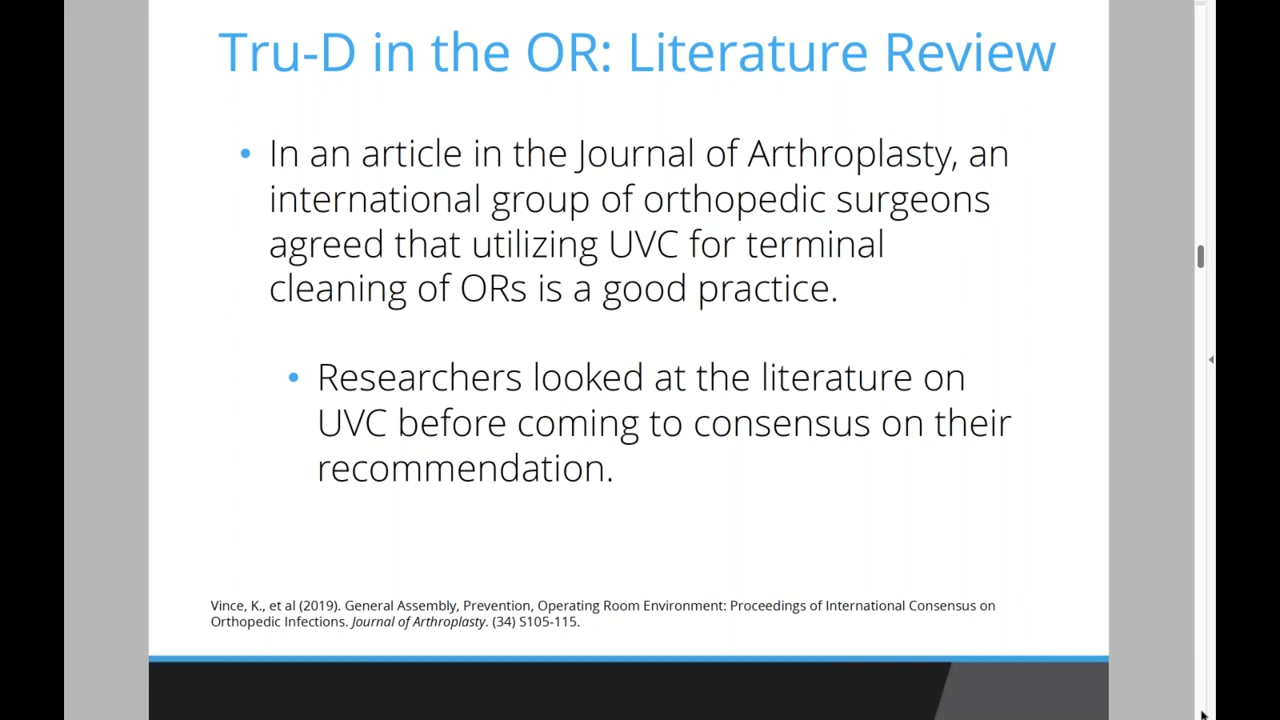 Tru-D in the OR: Literature Review
• In an article in the Journal of Arthroplasty, an
international group of orthopedic surgeons
agreed that utilizing UVC for terminal
cleaning of ORs is a good practice.
• Researchers looked at the literature on
UVC before coming to consensus on their
recommendation.
Vince, K., et al (2019). General Assembly, Prevention, Operating Room Environment: Proceedings of International Consensus on
Orthopedic Infections. Journal of Arthroplasty. (34) S105-115.